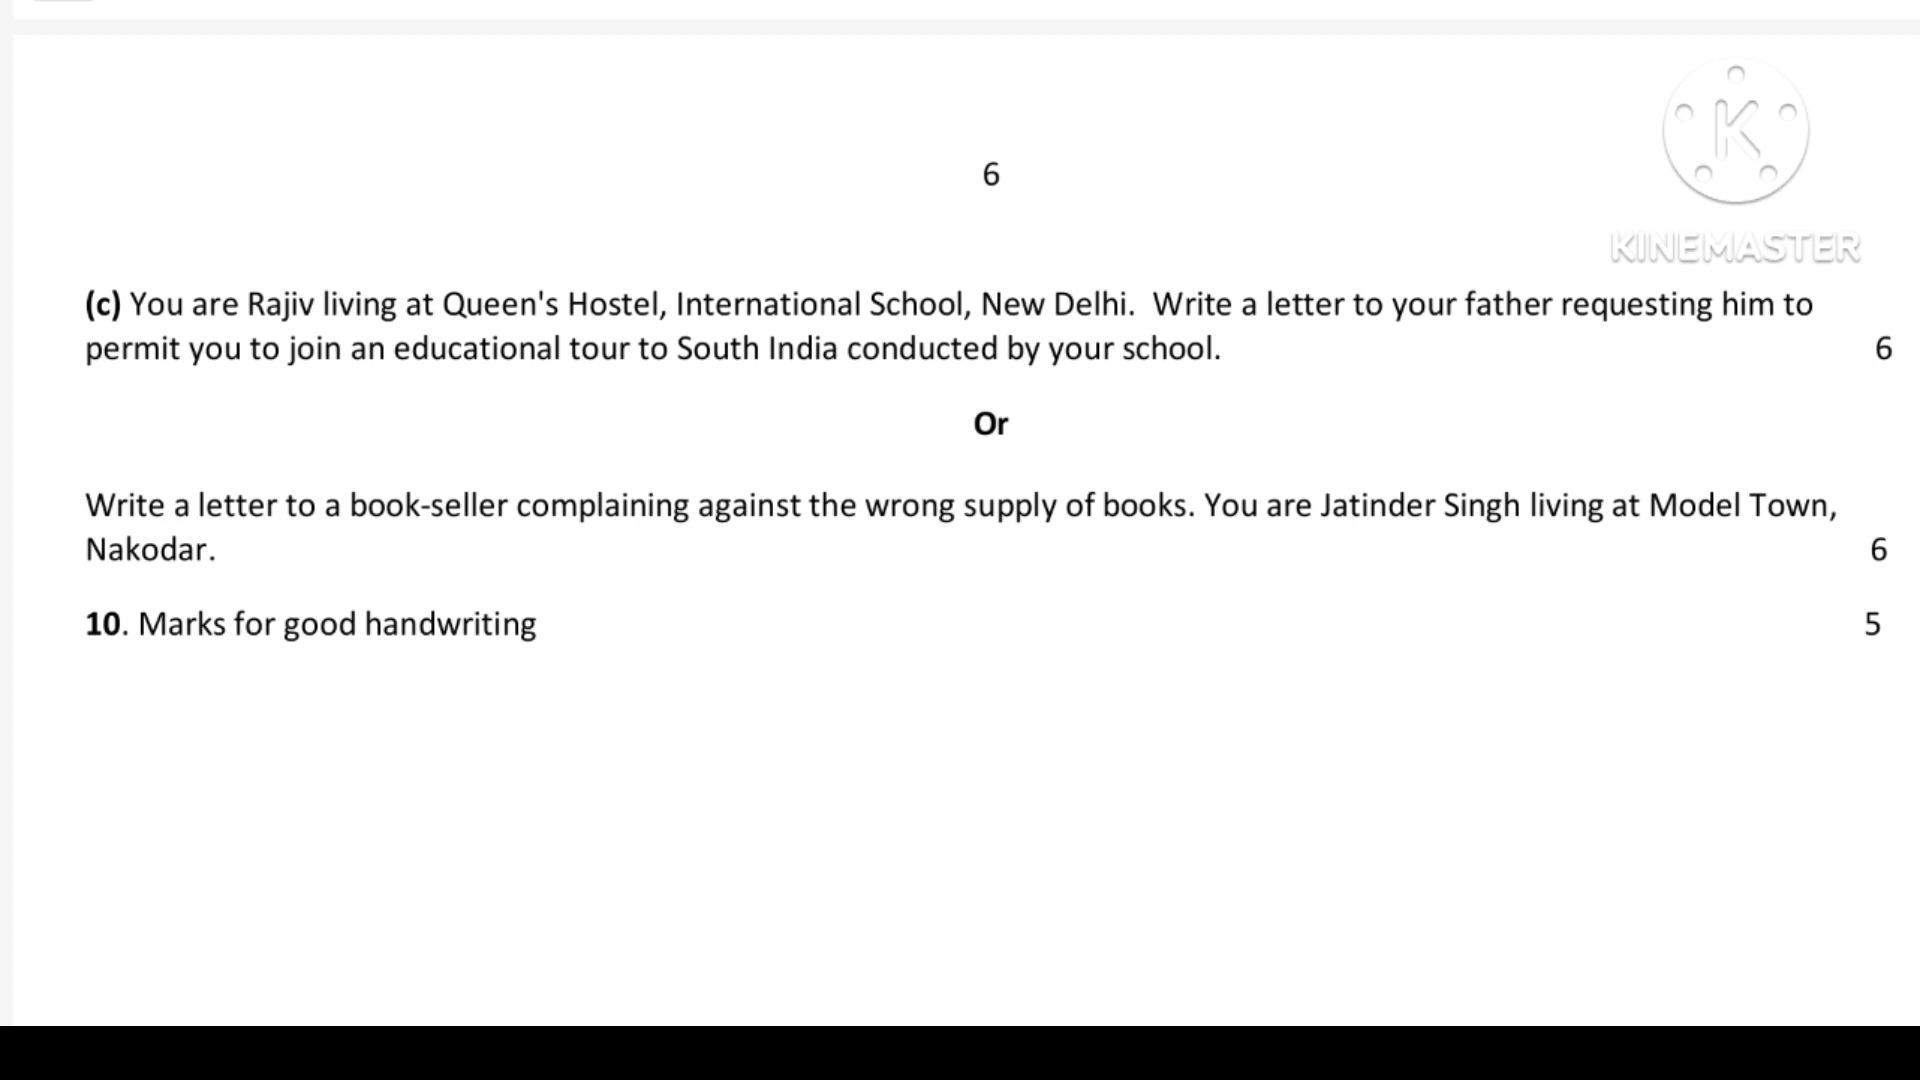 K
KINEMASTER
6
(c) You are Rajiv living at Queen's Hostel, International School, New Delhi.  Write a letter to your father requesting him to
permit you to join an educational tour to South India conducted by your school. 6
Or
Write a letter to a book-seller complaining against the wrong supply of books. You are Jatinder Singh living at Model Town,
Nakodar. 6
10. Marks for good handwriting 5